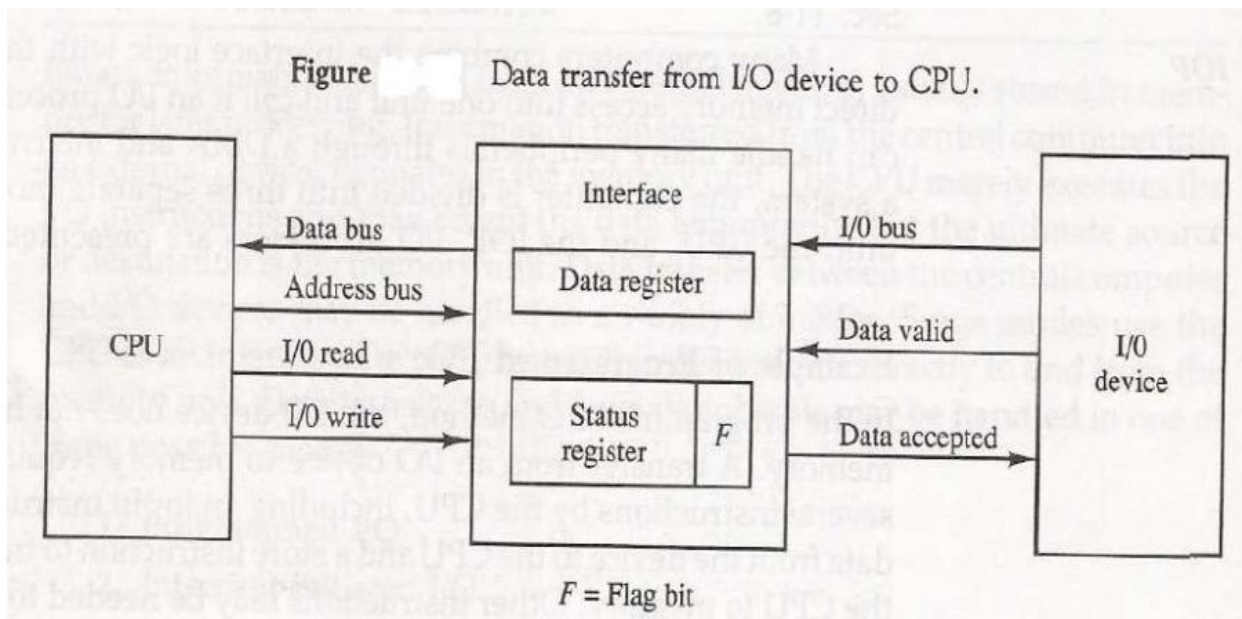 Figure Data transfer from I/O device to CPU.
Interface
Data bus
I/O bus
Data register
Address bus
Data valid
CPU
I/O read
I/O
device
Status
register
F
I/O write
Data accepted
F = Flag bit